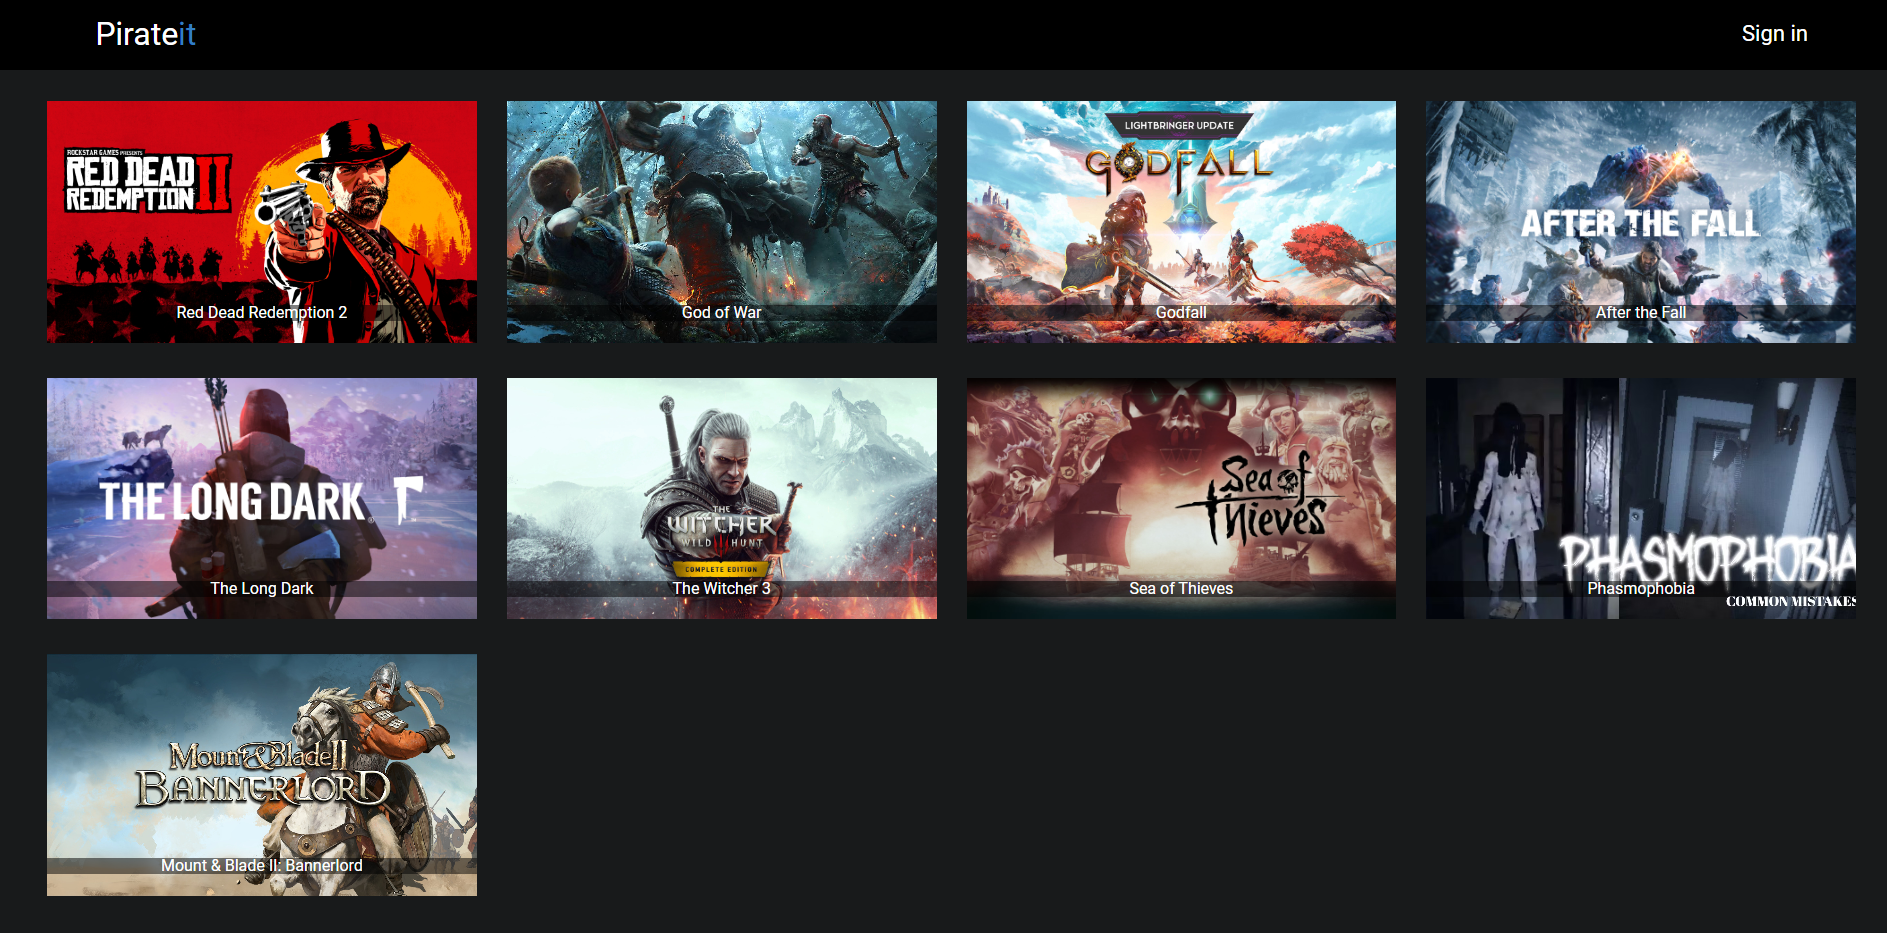 Pirateit
Sign in
ROCKSTAR GAMES PRESENTS
RED DEAD
REDEMPTION II
Red Dead Redemption 2
God of War
LIGHTBRINGER UPDATE
GODFALL
Godfall
AFTER THE FALL
After the Fall
THE LONG DARK
The Long Dark
THE
WITCHER
WILD HUNT
COMPLETE EDITION
The Witcher 3
Sea of
Thieves
Sea of Thieves
PHASMOPHOBIA
Phasmophobia
COMMON MISTAKES
Mount & Blade II
BANNERLORD
Mount & Blade II: Bannerlord